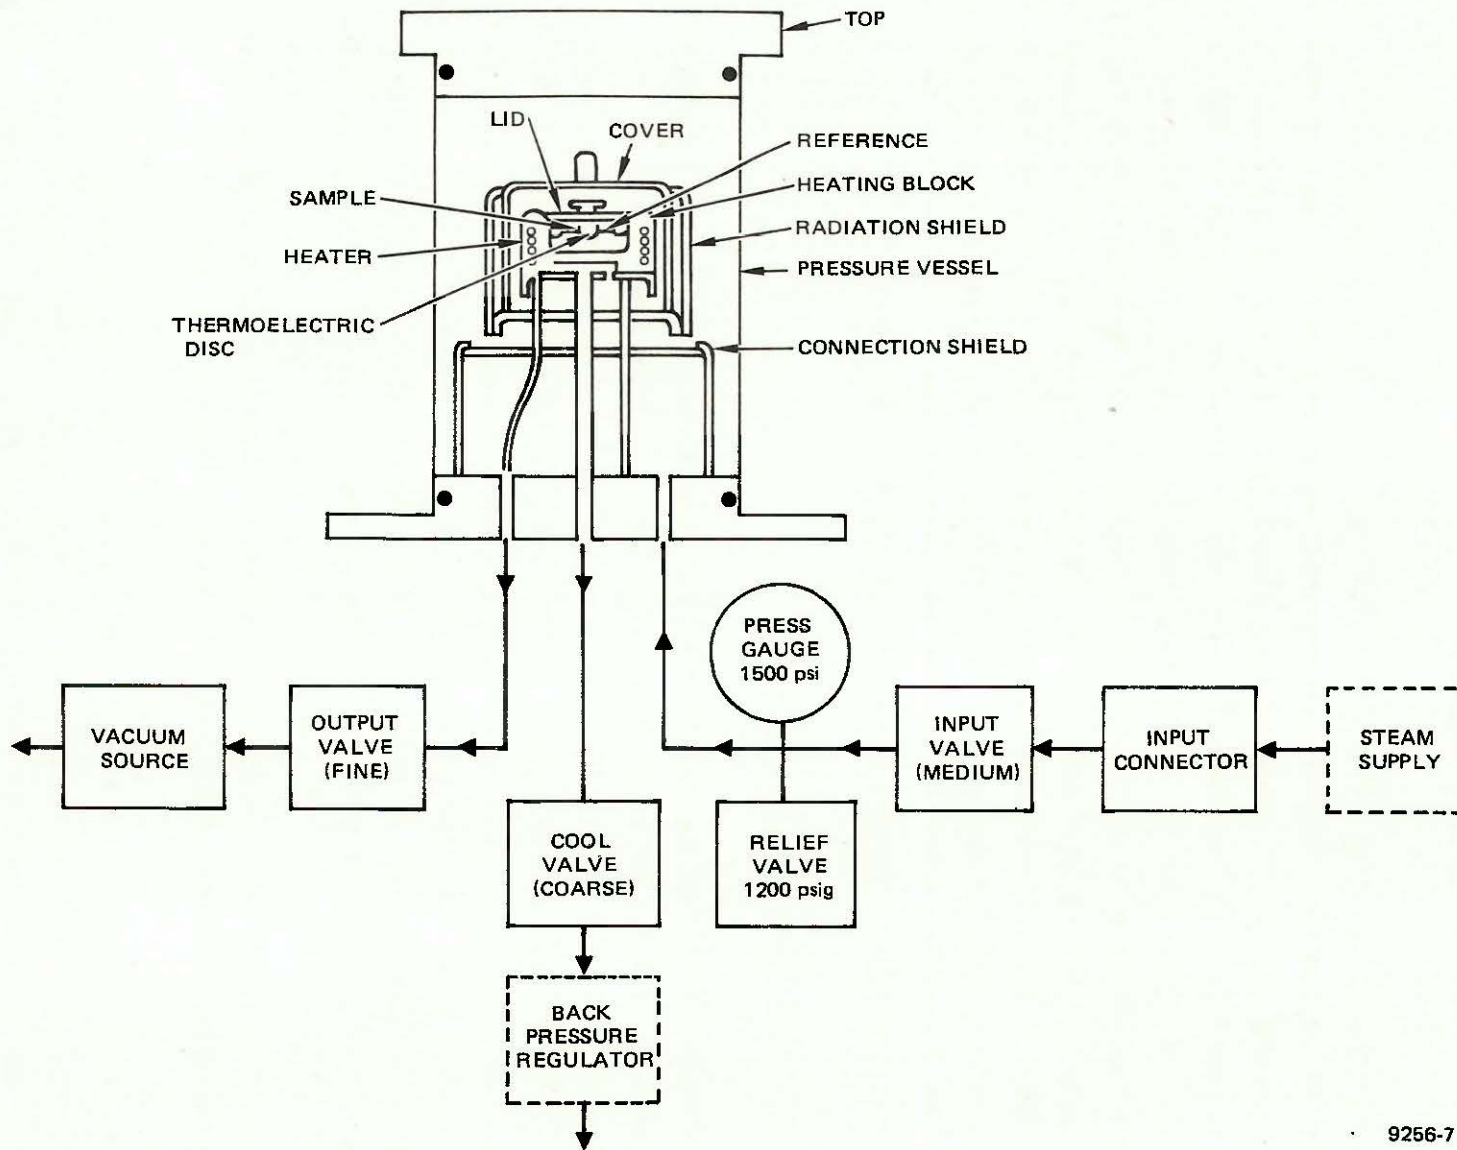 TOP
LID
COVER
REFERENCE
SAMPLE
HEATING BLOCK
HEATER
RADIATION SHIELD
PRESSURE VESSEL
THERMOELECTRIC
DISC
CONNECTION SHIELD
PRESS
GAUGE
1500 psi
VACUUM
SOURCE
OUTPUT
VALVE
(FINE)
INPUT
VALVE
(MEDIUM)
INPUT
CONNECTOR
STEAM
SUPPLY
COOL
VALVE
(COARSE)
RELIEF
VALVE
1200 psig
BACK
PRESSURE
REGULATOR
9256-7